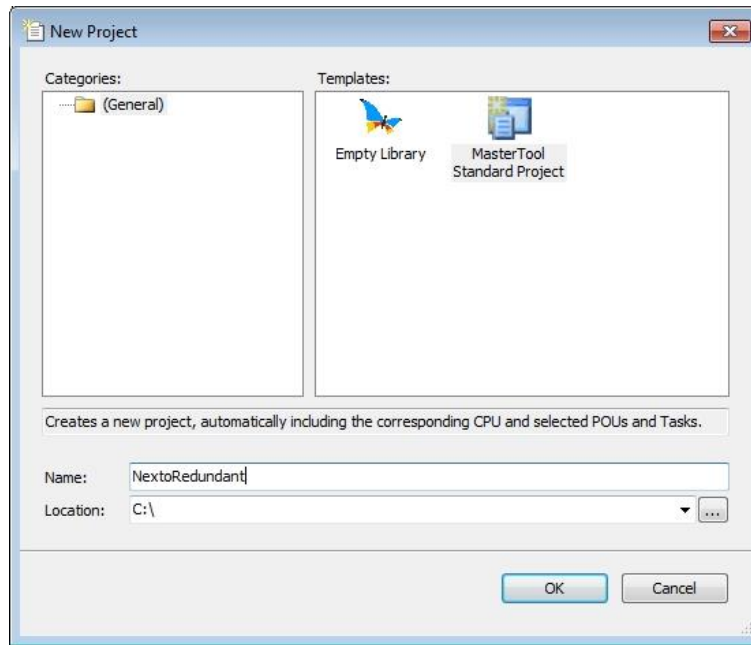 New Project
Categories:
Templates:
(General)
Empty Library
MasterTool
Standard Project
Creates a new project, automatically including the corresponding CPU and selected POUs and Tasks.
Name:
NextoRedundant
Location:
C:\
...
OK
Cancel